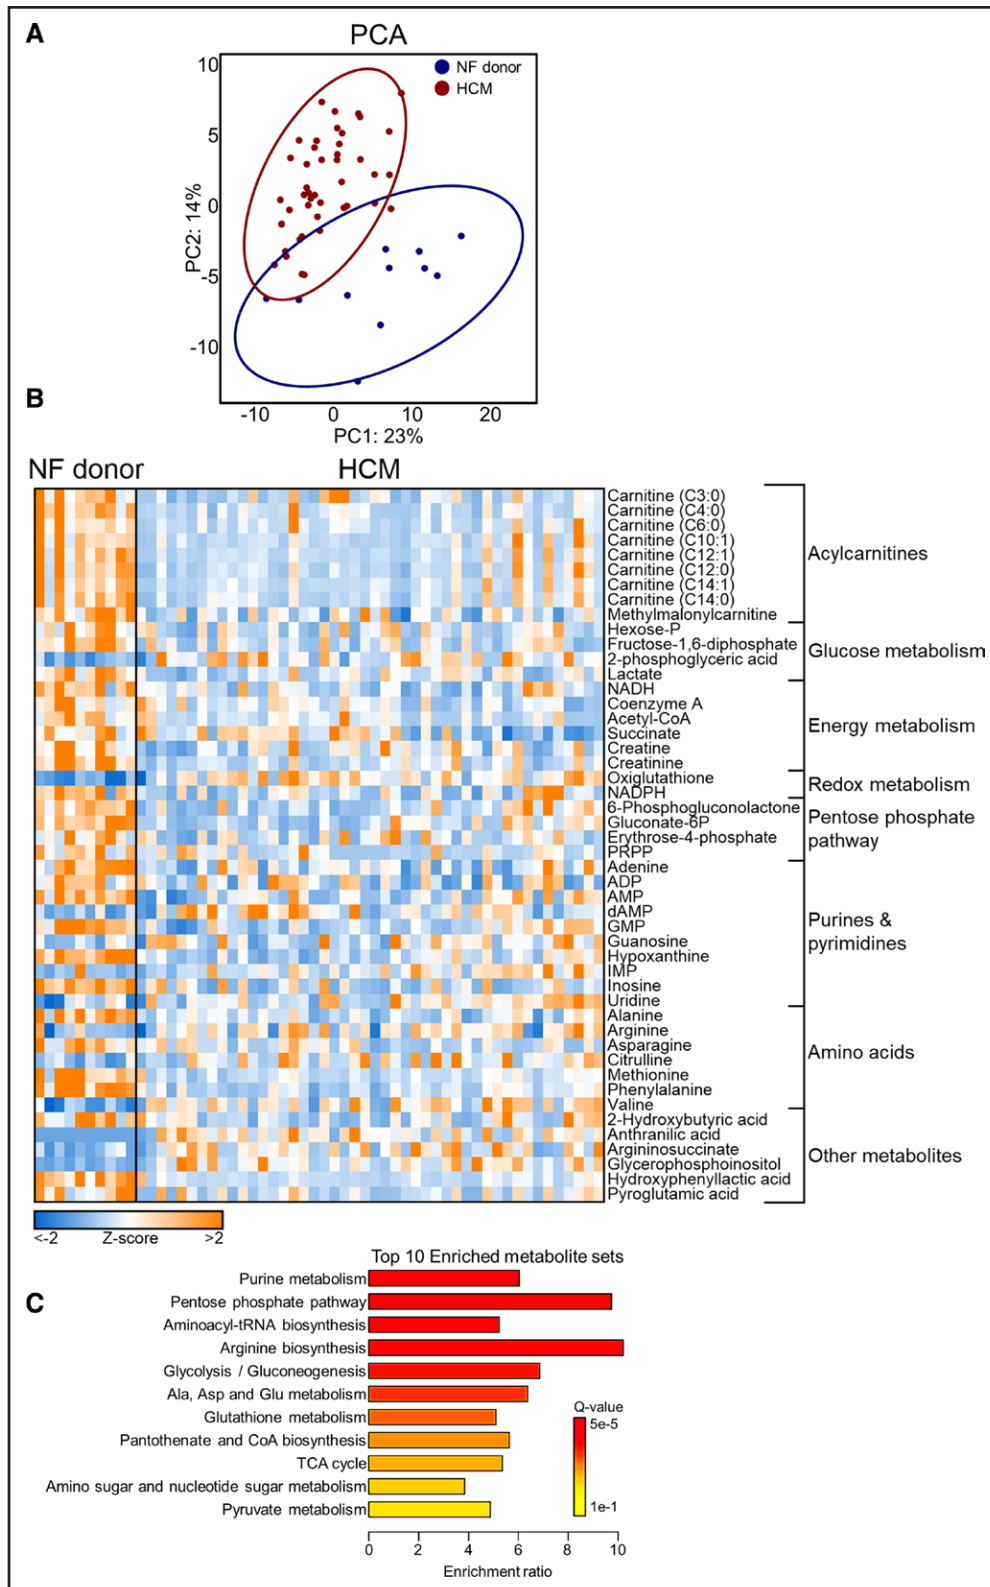 A
PCA
NF donor
HCM
10
5
0
-5
-10
PC2: 14%
-10
0
10
20
PC1: 23%
B
NF donor
HCM
Carnitine (C3:0)
Carnitine (C4:0)
Carnitine (C6:0)
Carnitine (C10:1)
Carnitine (C12:1)
Carnitine (C12:0)
Carnitine (C14:1)
Carnitine (C14:0)
Methylmalonylcarnitine
Hexose-P
Fructose-1,6-diphosphate
2-phosphoglyceric acid
Lactate
NADH
Coenzyme A
Acetyl-CoA
Succinate
Creatine
Creatinine
Oxiglutathione
NADPH
6-Phosphogluconolactone
Gluconate-6P
Erythrose-4-phosphate
PRPP
Adenine
ADP
AMP
dAMP
GMP
Guanosine
Hypoxanthine
IMP
Inosine
Uridine
Alanine
Arginine
Asparagine
Citrulline
Methionine
Phenylalanine
Valine
2-Hydroxybutyric acid
Anthranilic acid
Argininosuccinate
Glycerophosphoinositol
Hydroxyphenyllactic acid
Pyroglutamic acid
Acylcarnitines
Glucose metabolism
Energy metabolism
Redox metabolism
Pentose phosphate
pathway
Purines &
pyrimidines
Amino acids
Other metabolites
<-2
Z-score
>2
C
Top 10 Enriched metabolite sets
Purine metabolism
Pentose phosphate pathway
Aminoacyl-tRNA biosynthesis
Arginine biosynthesis
Glycolysis / Gluconeogenesis
Ala, Asp and Glu metabolism
Glutathione metabolism
Pantothenate and CoA biosynthesis
TCA cycle
Amino sugar and nucleotide sugar metabolism
Pyruvate metabolism
Q-value
5e-5
1e-1
0
2
4
6
8
10
Enrichment ratio